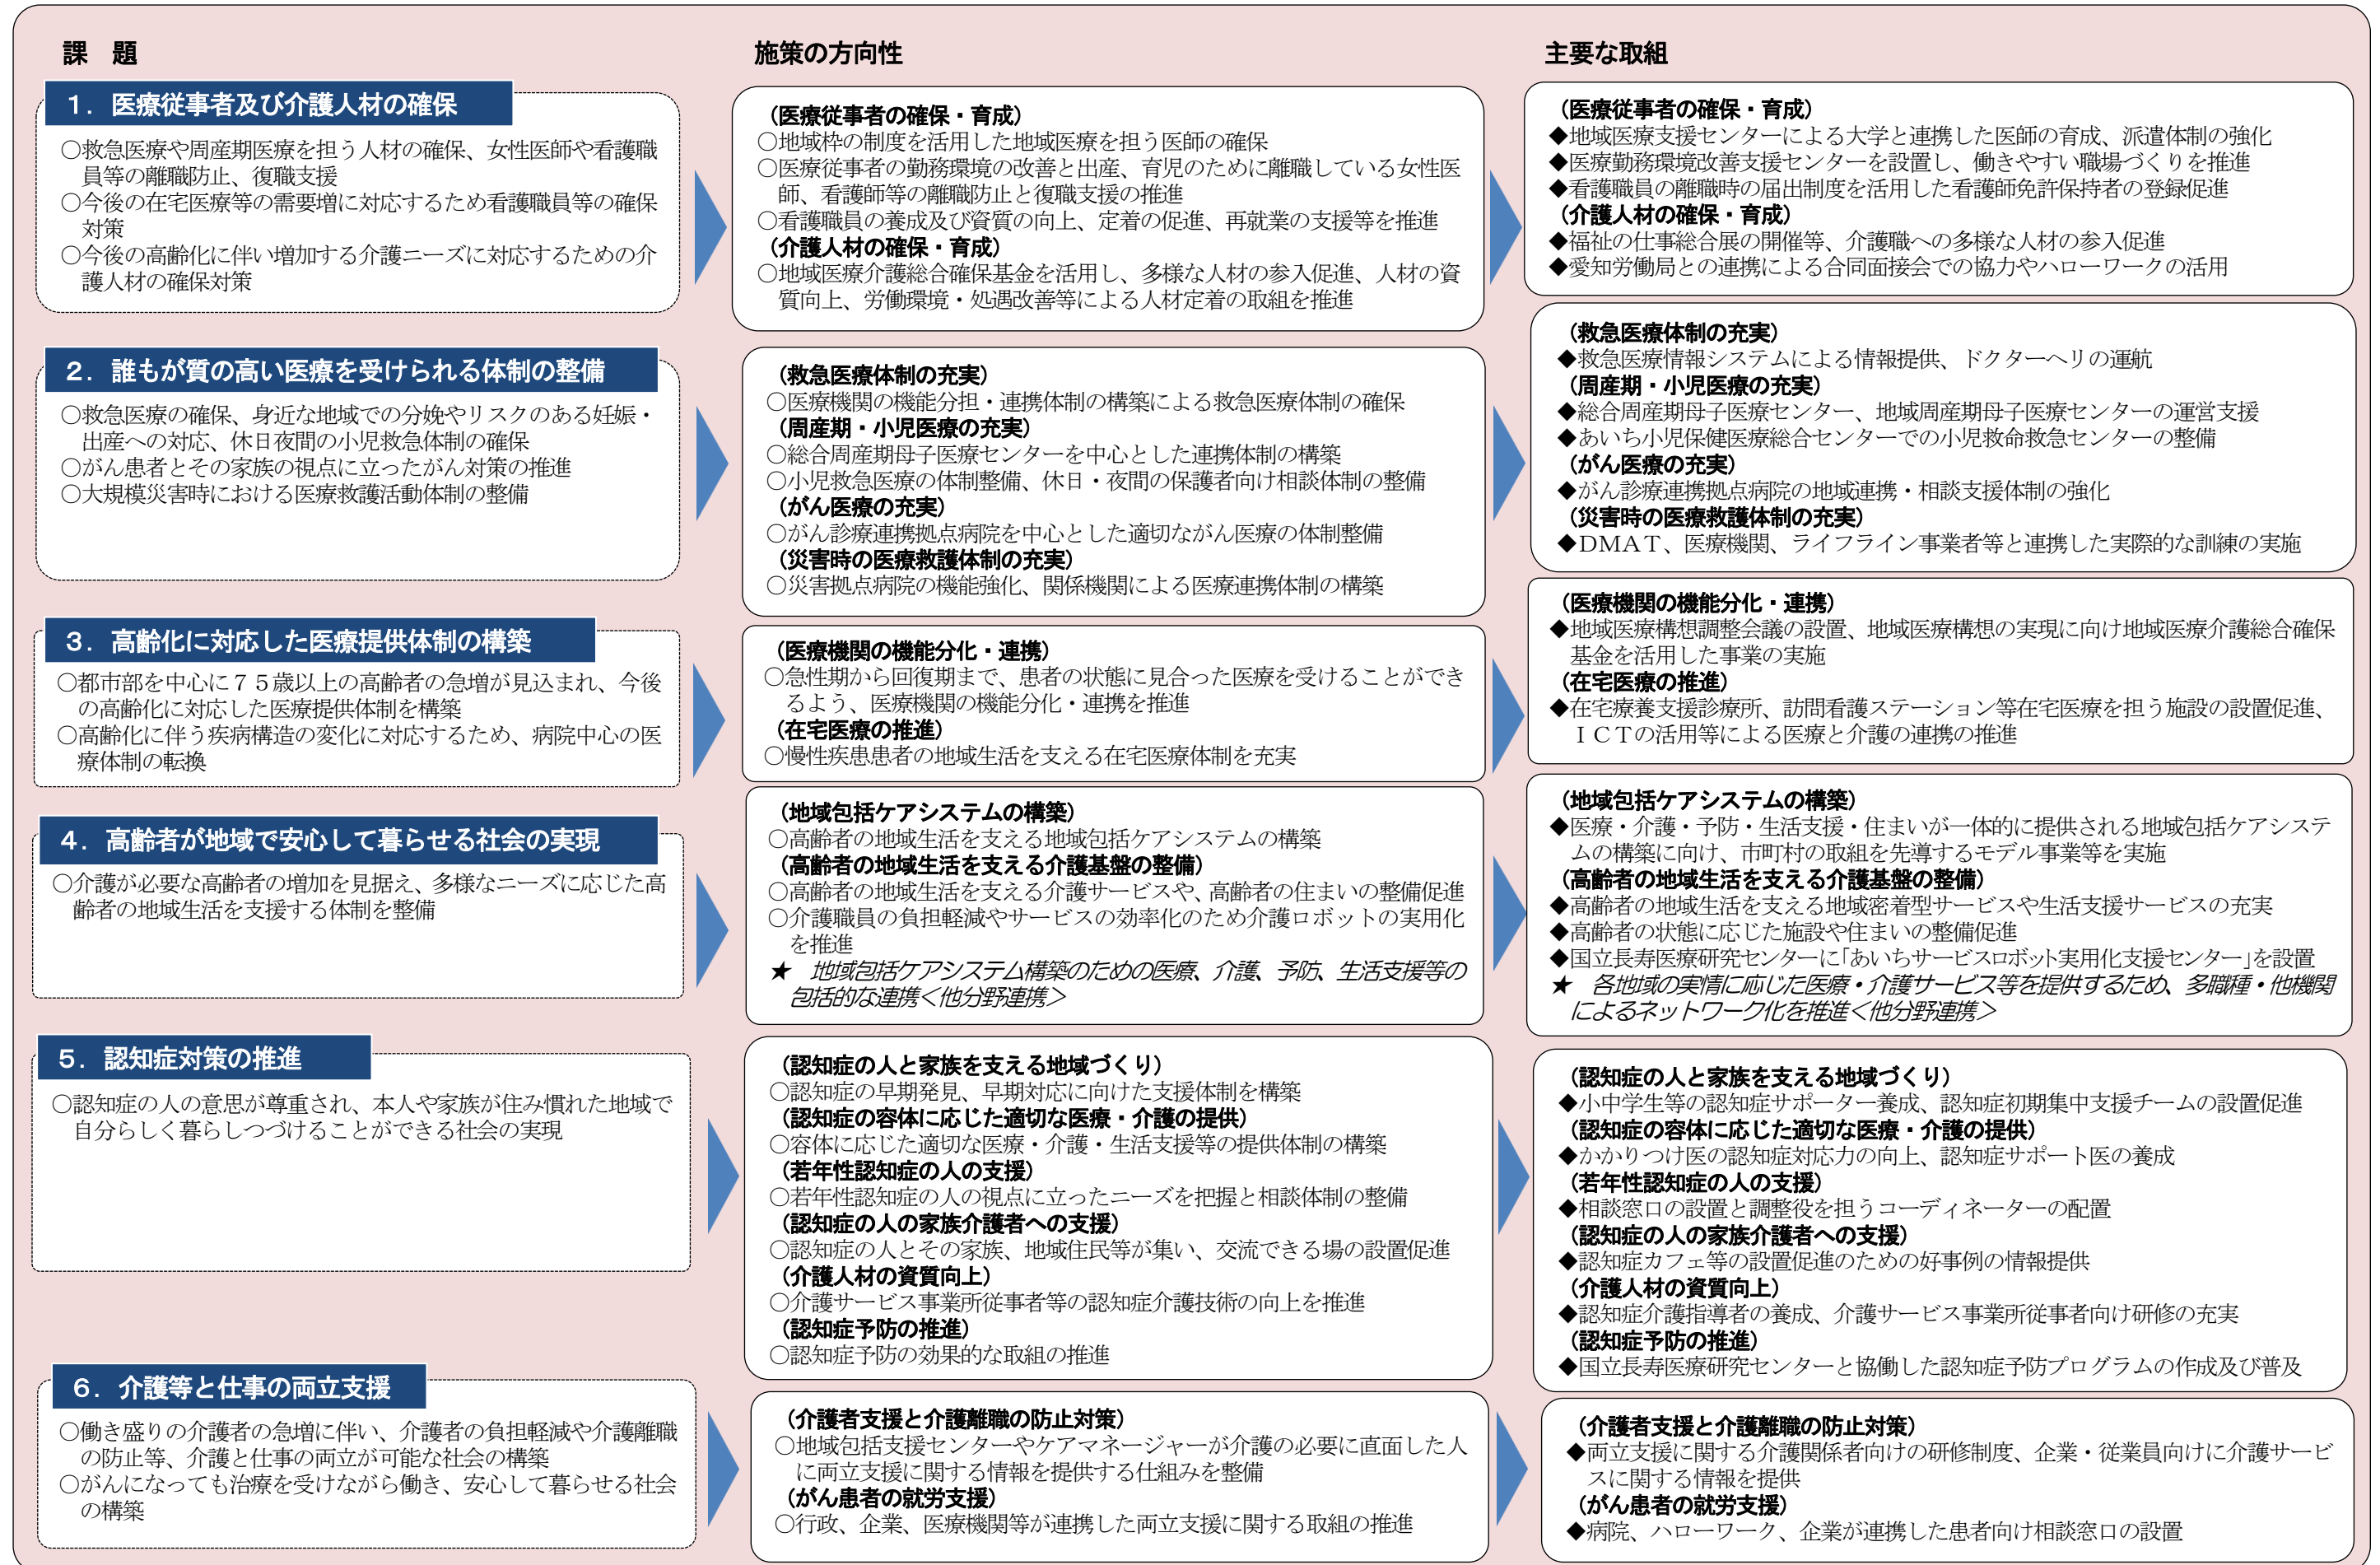 課　題
施策の方向性
主要な取組
１．医療従事者及び介護人材の確保
○救急医療や周産期医療を担う人材の確保、女性医師や看護職
員等の離職防止、復職支援
○今後の在宅医療等の需要増に対応するため看護職員等の確保
対策
○今後の高齢化に伴い増加する介護ニーズに対応するための介
護人材の確保対策
（医療従事者の確保・育成）
○地域枠の制度を活用した地域医療を担う医師の確保
○医療従事者の勤務環境の改善と出産、育児のために離職している女性医
師、看護師等の離職防止と復職支援の推進
○看護職員の養成及び資質の向上、定着の促進、再就業の支援等を推進
（介護人材の確保・育成）
○地域医療介護総合確保基金を活用し、多様な人材の参入促進、人材の資
質向上、労働環境・処遇改善等による人材定着の取組を推進
（医療従事者の確保・育成）
◆地域医療支援センターによる大学と連携した医師の育成、派遣体制の強化
◆医療勤務環境改善支援センターを設置し、働きやすい職場づくりを推進
◆看護職員の離職時の届出制度を活用した看護師免許保持者の登録促進
（介護人材の確保・育成）
◆福祉の仕事総合展の開催等、介護職への多様な人材の参入促進
◆愛知労働局との連携による合同面接会での協力やハローワークの活用
２．誰もが質の高い医療を受けられる体制の整備
○救急医療の確保、身近な地域での分娩やリスクのある妊娠・
出産への対応、休日夜間の小児救急体制の確保
○がん患者とその家族の視点に立ったがん対策の推進
○大規模災害時における医療救護活動体制の整備
（救急医療体制の充実）
○医療機関の機能分担・連携体制の構築による救急医療体制の確保
（周産期・小児医療の充実）
○総合周産期母子医療センターを中心とした連携体制の構築
○小児救急医療の体制整備、休日・夜間の保護者向け相談体制の整備
（がん医療の充実）
○がん診療連携拠点病院を中心とした適切ながん医療の体制整備
（災害時の医療救護体制の充実）
○災害拠点病院の機能強化、関係機関による医療連携体制の構築
（救急医療体制の充実）
◆救急医療情報システムによる情報提供、ドクターヘリの運航
（周産期・小児医療の充実）
◆総合周産期母子医療センター、地域周産期母子医療センターの運営支援
◆あいち小児保健医療総合センターでの小児救命救急センターの整備
（がん医療の充実）
◆がん診療連携拠点病院の地域連携・相談支援体制の強化
（災害時の医療救護体制の充実）
◆ＤＭＡＴ、医療機関、ライフライン事業者等と連携した実際的な訓練の実施
３．高齢化に対応した医療提供体制の構築
○都市部を中心に７５歳以上の高齢者の急増が見込まれ、今後
の高齢化に対応した医療提供体制を構築
○高齢化に伴う疾病構造の変化に対応するため、病院中心の医
療体制の転換
（医療機関の機能分化・連携）
○急性期から回復期まで、患者の状態に見合った医療を受けることができ
るよう、医療機関の機能分化・連携を推進
（在宅医療の推進）
○慢性疾患患者の地域生活を支える在宅医療体制を充実
（医療機関の機能分化・連携）
◆地域医療構想調整会議の設置、地域医療構想の実現に向け地域医療介護総合確保
基金を活用した事業の実施
（在宅医療の推進）
◆在宅療養支援診療所、訪問看護ステーション等在宅医療を担う施設の設置促進、
ＩＣＴの活用等による医療と介護の連携の推進
４．高齢者が地域で安心して暮らせる社会の実現
○介護が必要な高齢者の増加を見据え、多様なニーズに応じた高
齢者の地域生活を支援する体制を整備
（地域包括ケアシステムの構築）
○高齢者の地域生活を支える地域包括ケアシステムの構築
（高齢者の地域生活を支える介護基盤の整備）
○高齢者の地域生活を支える介護サービスや、高齢者の住まいの整備促進
○介護職員の負担軽減やサービスの効率化のため介護ロボットの実用化
を推進
★　地域包括ケアシステム構築のための医療、介護、予防、生活支援等の
包括的な連携＜他分野連携＞
（地域包括ケアシステムの構築）
◆医療・介護・予防・生活支援・住まいが一体的に提供される地域包括ケアシステ
ムの構築に向け、市町村の取組を先導するモデル事業等を実施
（高齢者の地域生活を支える介護基盤の整備）
◆高齢者の地域生活を支える地域密着型サービスや生活支援サービスの充実
◆高齢者の状態に応じた施設や住まいの整備促進
◆国立長寿医療研究センターに「あいちサービスロボット実用化支援センター」を設置
★　各地域の実情に応じた医療・介護サービス等を提供するため、多職種・他機関
によるネットワーク化を推進＜他分野連携＞
５．認知症対策の推進
○認知症の人の意思が尊重され、本人や家族が住み慣れた地域で
自分らしく暮らしつづけることができる社会の実現
（認知症の人と家族を支える地域づくり）
○認知症の早期発見、早期対応に向けた支援体制を構築
（認知症の容体に応じた適切な医療・介護の提供）
○容体に応じた適切な医療・介護・生活支援等の提供体制の構築
（若年性認知症の人の支援）
○若年性認知症の人の視点に立ったニーズを把握と相談体制の整備
（認知症の人の家族介護者への支援）
○認知症の人とその家族、地域住民等が集い、交流できる場の設置促進
（介護人材の資質向上）
○介護サービス事業所従事者等の認知症介護技術の向上を推進
（認知症予防の推進）
○認知症予防の効果的な取組の推進
（認知症の人と家族を支える地域づくり）
◆小中学生等の認知症サポーター養成、認知症初期集中支援チームの設置促進
（認知症の容体に応じた適切な医療・介護の提供）
◆かかりつけ医の認知症対応力の向上、認知症サポート医の養成
（若年性認知症の人の支援）
◆相談窓口の設置と調整役を担うコーディネーターの配置
（認知症の人の家族介護者への支援）
◆認知症カフェ等の設置促進のための好事例の情報提供
（介護人材の資質向上）
◆認知症介護指導者の養成、介護サービス事業所従事者向け研修の充実
（認知症予防の推進）
◆国立長寿医療研究センターと協働した認知症予防プログラムの作成及び普及
６．介護等と仕事の両立支援
○働き盛りの介護者の急増に伴い、介護者の負担軽減や介護離職
の防止等、介護と仕事の両立が可能な社会の構築
○がんになっても治療を受けながら働き、安心して暮らせる社会
の構築
（介護者支援と介護離職の防止対策）
○地域包括支援センターやケアマネージャーが介護の必要に直面した人
に両立支援に関する情報を提供する仕組みを整備
（がん患者の就労支援）
○行政、企業、医療機関等が連携した両立支援に関する取組の推進
（介護者支援と介護離職の防止対策）
◆両立支援に関する介護関係者向けの研修制度、企業・従業員向けに介護サービ
スに関する情報を提供
（がん患者の就労支援）
◆病院、ハローワーク、企業が連携した患者向け相談窓口の設置